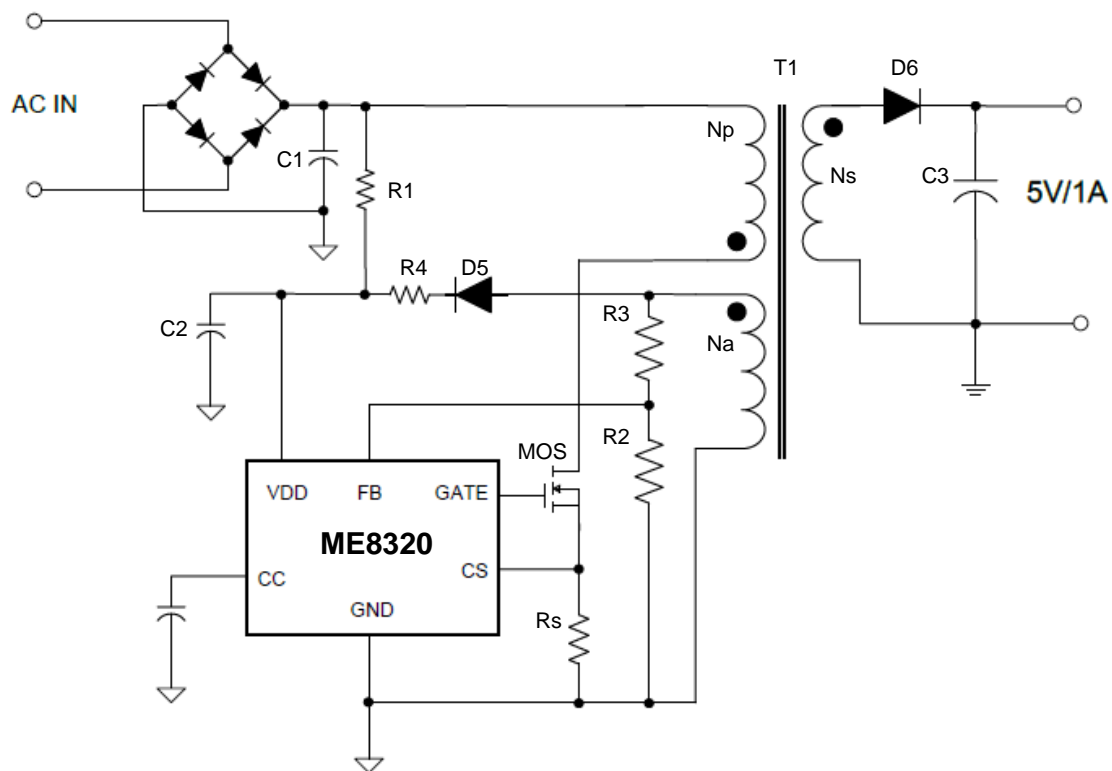 T1
D6
AC IN
Np
C1
R1
Ns
C3
5V/1A
R4
D5
C2
R3
Na
R2
MOS
VDD
FB
GATE
ME8320
CC
CS
GND
Rs